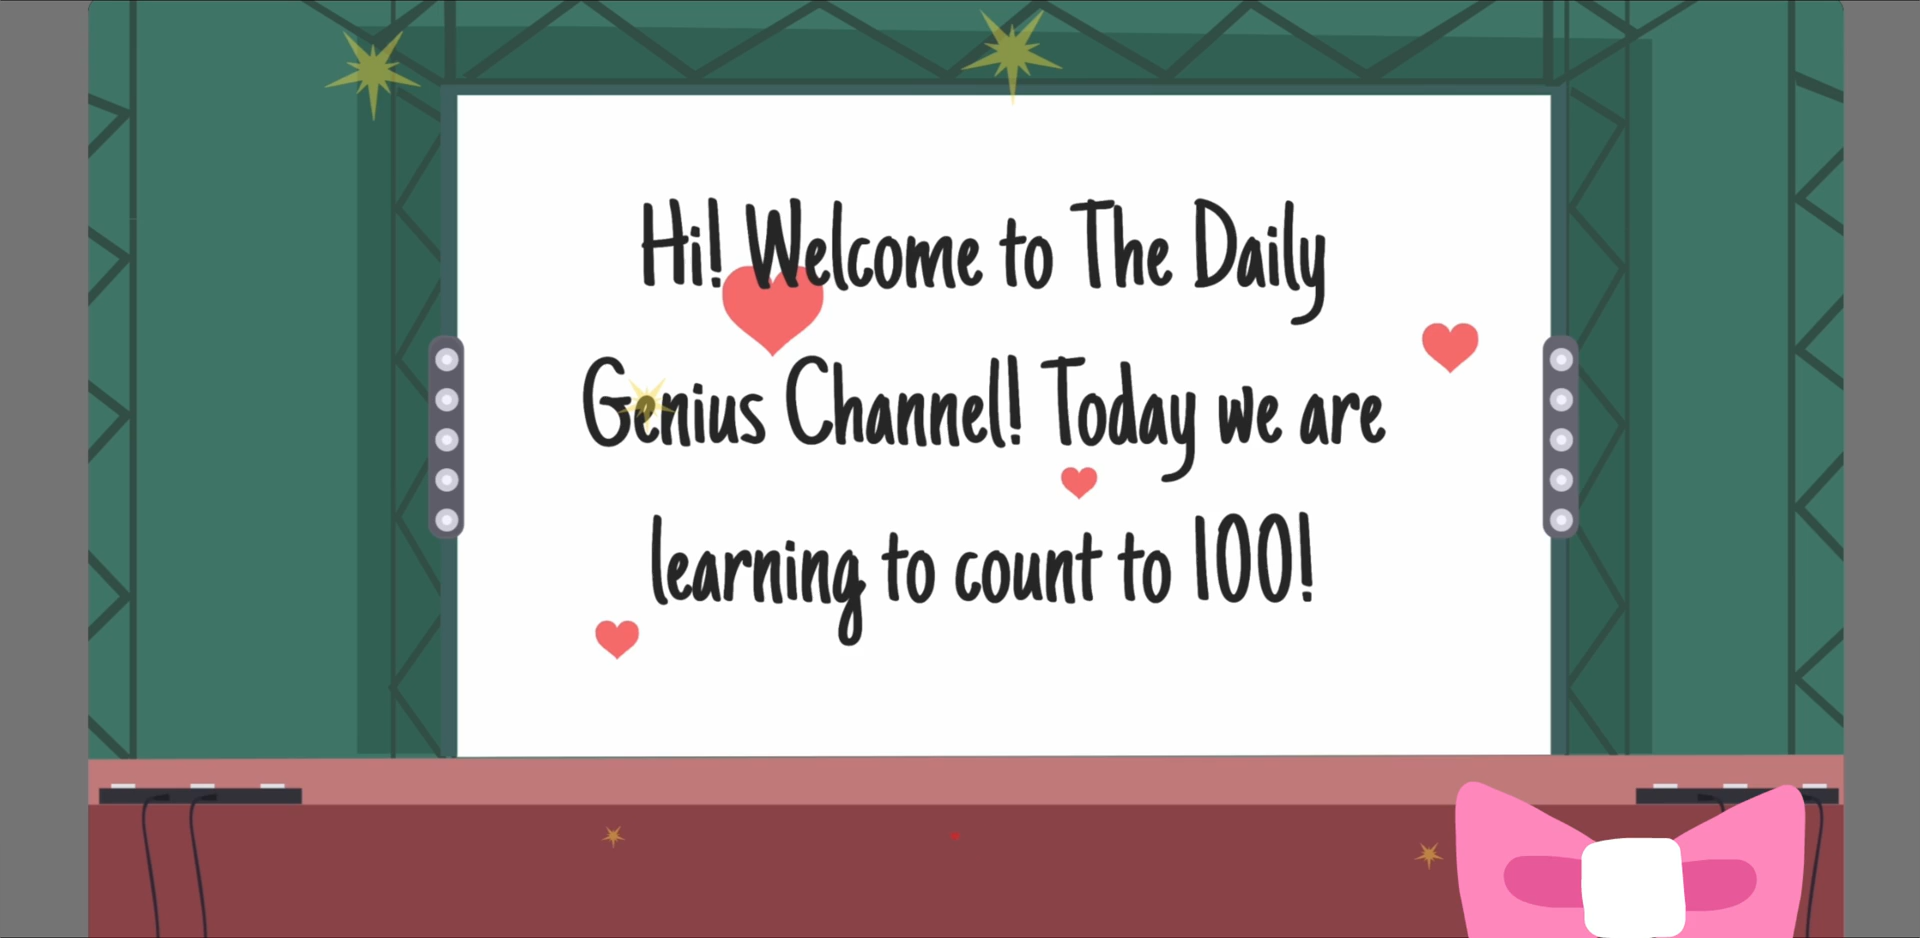 Hi! Welcome to The Daily
Genius Channel! Today we are
learning to count to 100!